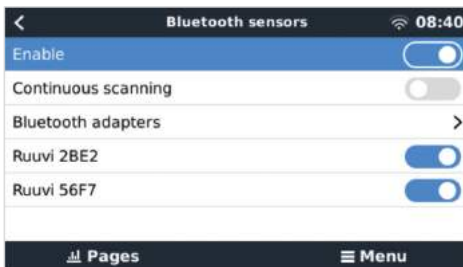 Bluetooth sensors 08:40
Enable
Continuous scanning
Bluetooth adapters
Ruuvi 2BE2
Ruuvi 56F7
Pages Menu